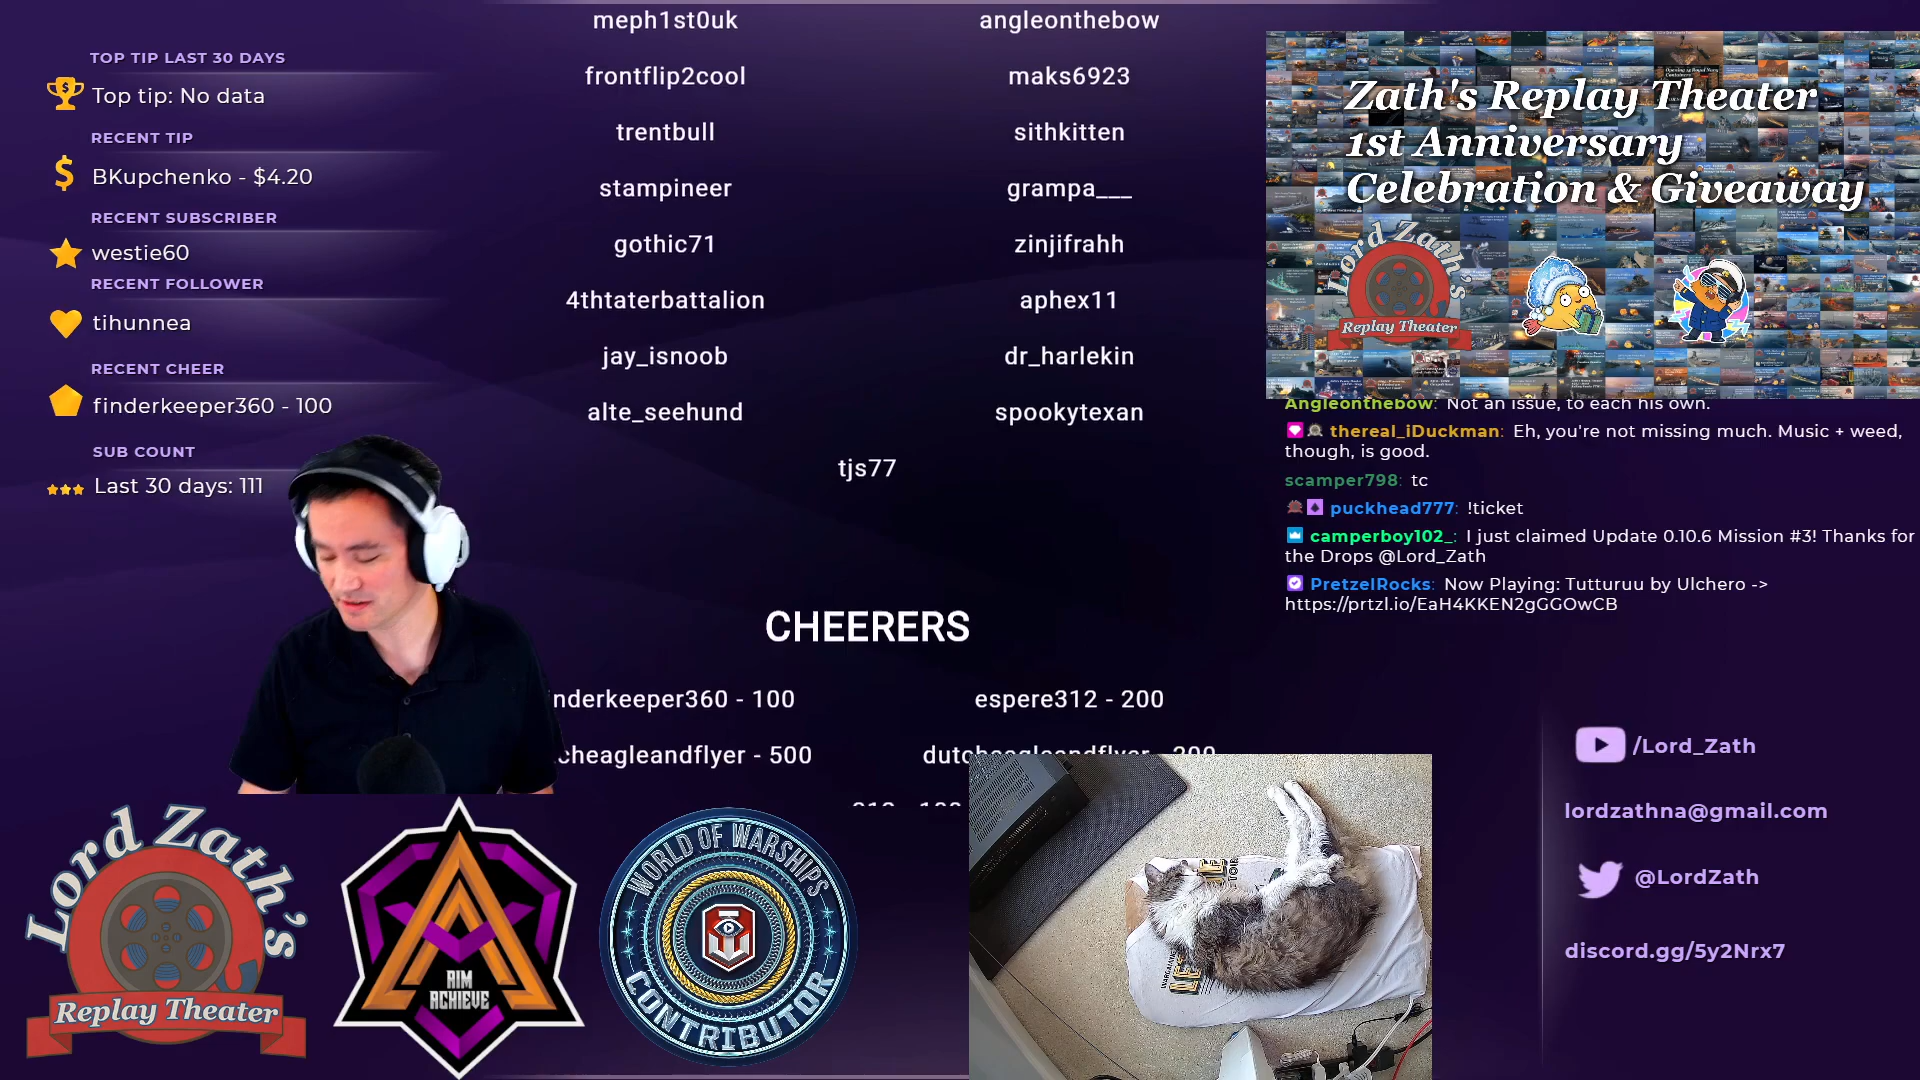 TOP TIP LAST 30 DAYS
Top tip: No data
RECENT TIP
BKupchenko - $4.20
RECENT SUBSCRIBER
westie60
RECENT FOLLOWER
tihunnea
RECENT CHEER
finderkeeper360 - 100
SUB COUNT
Last 30 days: 111
meph1st0uk
angleonthebow
frontflip2cool
maks6923
trentbull
sithkitten
stampineer
grampa___
gothic71
zinjifrahh
4thtaterbattalion
aphex11
jay_isnoob
dr_harlekin
alte_seehund
spookytexan
tjs77
CHEERERS
nderkeeper360 - 100
espere312 - 200
cheagleandflyer - 500
Zath's Replay Theater
1st Anniversary
Celebration & Giveaway
Lord Zath's
Replay Theater
Angleonthebow: Not an issue, to each his own.
thereal_iDuckman: Eh, you're not missing much. Music + weed,
though, is good.
scamper798: tc
puckhead777: !ticket
camperboy102_: I just claimed Update 0.10.6 Mission #3! Thanks for
the Drops @Lord_Zath
PretzelRocks: Now Playing: Tutturuu by Ulchero ->
https://prtzl.io/EaH4KKEN2gGGOwCB
/Lord_Zath
lordzathna@gmail.com
@LordZath
discord.gg/5y2Nrx7
Lord Zath's
Replay Theater
AIM
ACHIEVE
WORLD OF WARSHIPS
CONTRIBUTOR